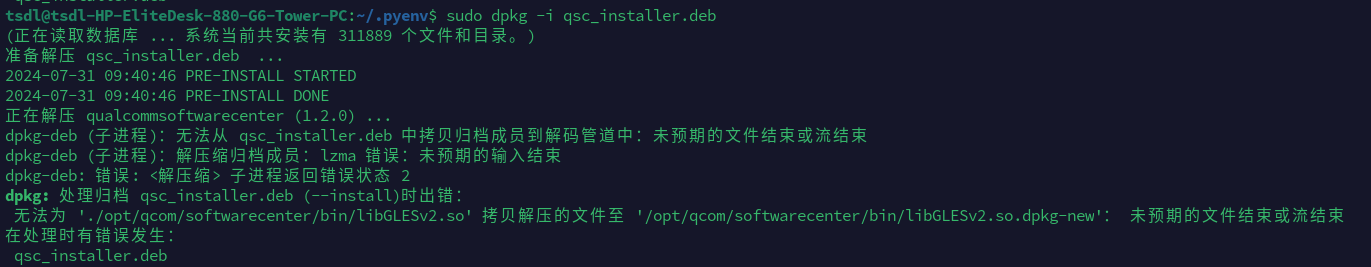 tsdl@tsdl-HP-EliteDesk-880-G6-Tower-PC:~/.pyenv$ sudo dpkg -i qsc_installer.deb
(正在读取数据库 ... 系统当前共安装有 311889 个文件和目录。)
准备解压 qsc_installer.deb  ...
2024-07-31 09:40:46 PRE-INSTALL STARTED
2024-07-31 09:40:46 PRE-INSTALL DONE
正在解压 qualcommsoftwarecenter (1.2.0) ...
dpkg-deb (子进程): 无法从 qsc_installer.deb 中拷贝归档成员到解码管道中: 未预期的文件结束或流结束
dpkg-deb (子进程): 解压缩归档成员: lzma 错误: 未预期的输入结束
dpkg-deb: 错误: <解压缩> 子进程返回错误状态 2
dpkg: 处理归档 qsc_installer.deb (--install)时出错:
 无法为 './opt/qcom/softwarecenter/bin/libGLESv2.so' 拷贝解压的文件至 '/opt/qcom/softwarecenter/bin/libGLESv2.so.dpkg-new': 未预期的文件结束或流结束
在处理时有错误发生:
 qsc_installer.deb